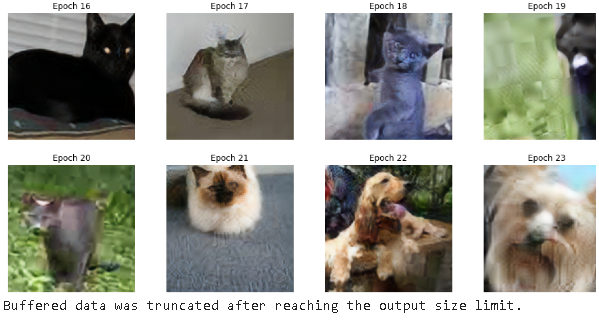 Epoch 16
Epoch 17
Epoch 18
Epoch 19
Epoch 20
Epoch 21
Epoch 22
Epoch 23
Buffered data was truncated after reaching the output size limit.